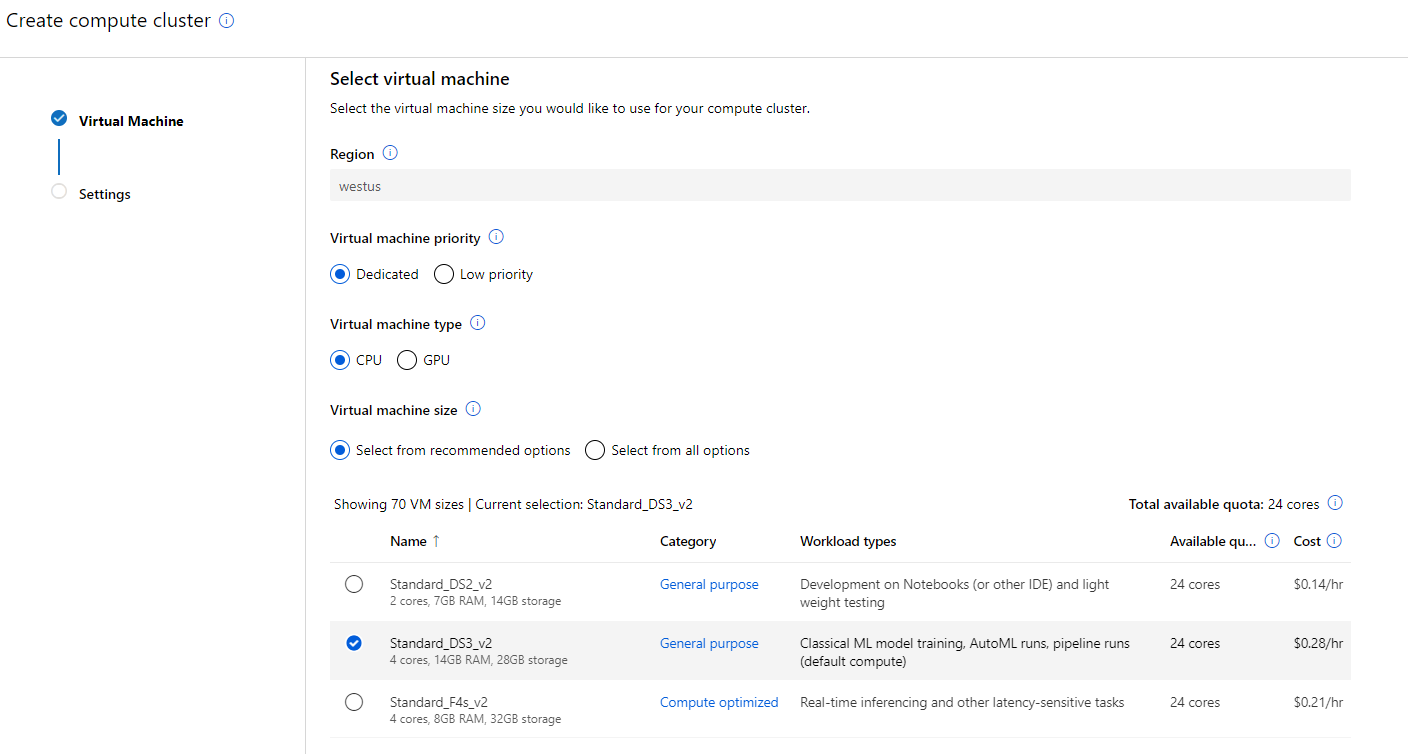 Create compute cluster
Virtual Machine
Settings
Select virtual machine
Select the virtual machine size you would like to use for your compute cluster.
Region
westus
Virtual machine priority
Dedicated Low priority
Virtual machine type
CPU GPU
Virtual machine size
Select from recommended options Select from all options
Showing 70 VM sizes | Current selection: Standard_DS3_v2 Total available quota: 24 cores
Name ↑ Category Workload types Available qu... Cost
Standard_DS2_v2 General purpose Development on Notebooks (or other IDE) and light 24 cores $0.14/hr
2 cores, 7GB RAM, 14GB storage weight testing
Standard_DS3_v2 General purpose Classical ML model training, AutoML runs, pipeline runs 24 cores $0.28/hr
4 cores, 14GB RAM, 28GB storage (default compute)
Standard_F4s_v2 Compute optimized Real-time inferencing and other latency-sensitive tasks 24 cores $0.21/hr
4 cores, 8GB RAM, 32GB storage